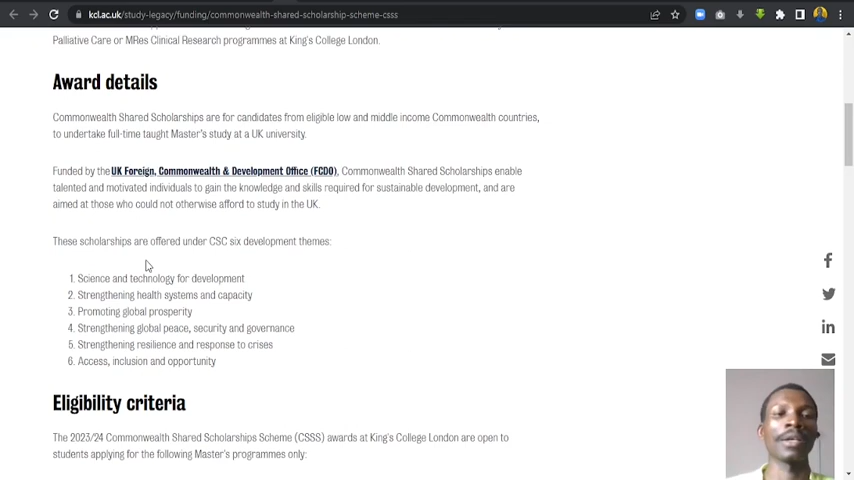 kcl.ac.uk/study-legacy/funding/commonwealth-shared-scholarship-scheme-csss
Palliative Care or MRes Clinical Research programmes at King's College London.
Award details
Commonwealth Shared Scholarships are for candidates from eligible low and middle income Commonwealth countries,
to undertake full-time taught Master's study at a UK university.
Funded by the UK Foreign, Commonwealth & Development Office (FCDO), Commonwealth Shared Scholarships enable
talented and motivated individuals to gain the knowledge and skills required for sustainable development, and are
aimed at those who could not otherwise afford to study in the UK.
These scholarships are offered under CSC six development themes:
1. Science and technology for development
2. Strengthening health systems and capacity
3. Promoting global prosperity
4. Strengthening global peace, security and governance
5. Strengthening resilience and response to crises
6. Access, inclusion and opportunity
Eligibility criteria
The 2023/24 Commonwealth Shared Scholarships Scheme (CSSS) awards at King's College London are open to
students applying for the following Master's programmes only: